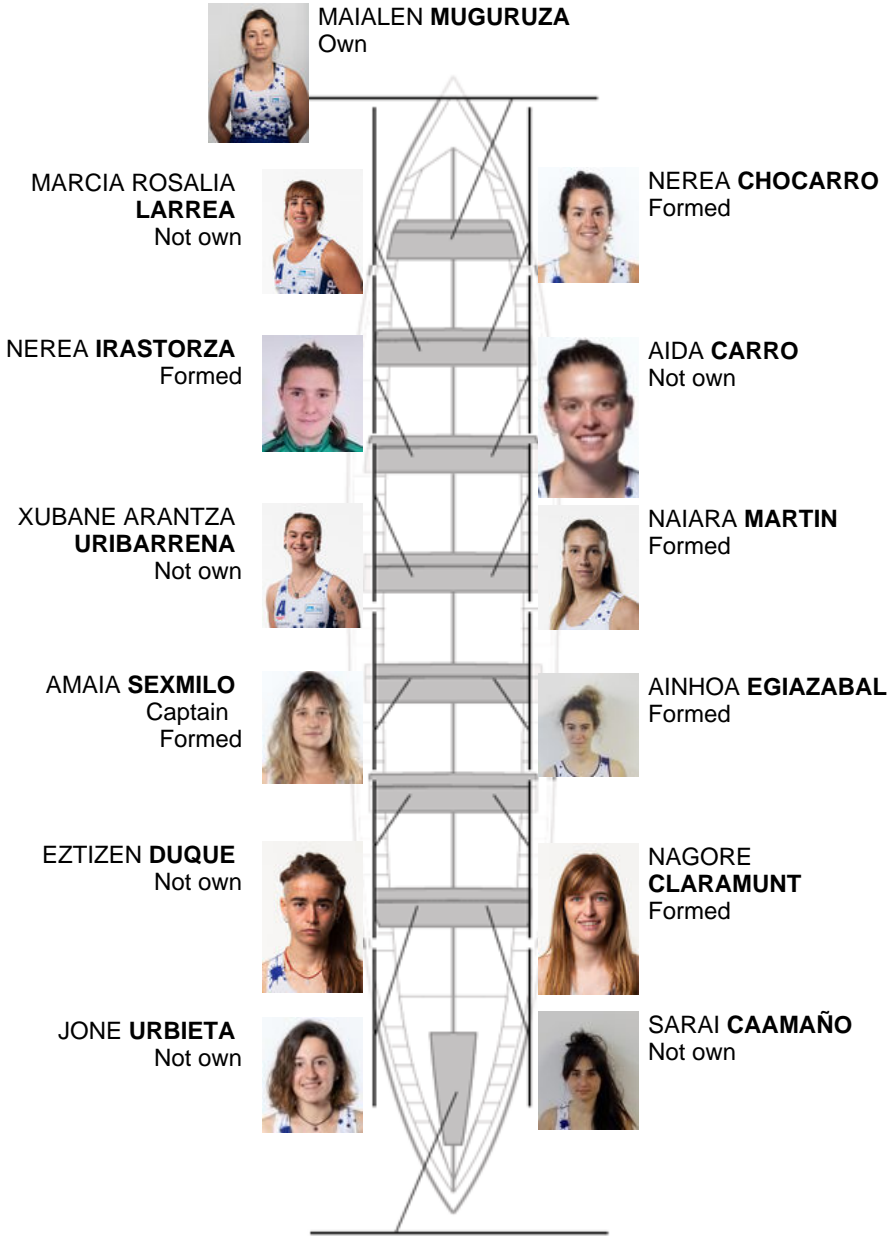 MAIALEN MUGURUZA
Own
MARCIA ROSALIA
LARREA
Not own
NEREA CHOCARRO
Formed
NEREA IRASTORZA
Formed
AIDA CARRO
Not own
XUBANE ARANTZA
URIBARRENA
Not own
NAIARA MARTIN
Formed
AMAIA SEXMILO
Captain
Formed
AINHOA EGIAZABAL
Formed
EZTIZEN DUQUE
Not own
NAGORE
CLARAMUNT
Formed
JONE URBIETA
Not own
SARAI CAAMAÑO
Not own